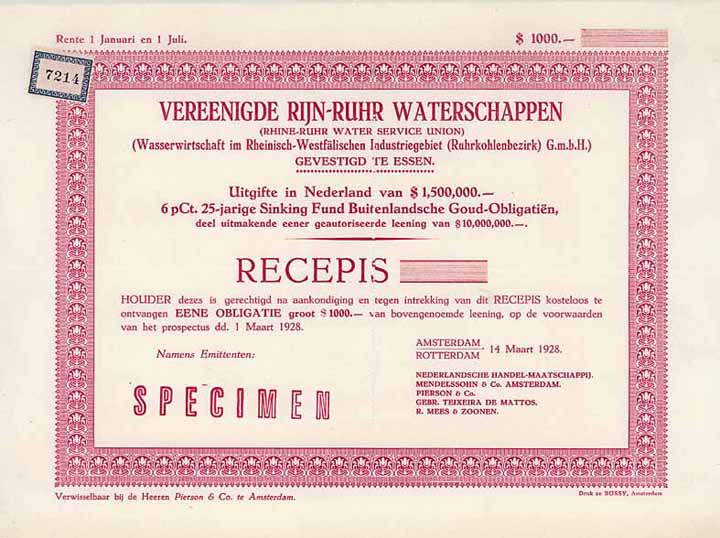 Rente 1 Januari en 1 Juli.
$ 1000.—
7214
VEREENIGDE RIJN-RUHR WATERSCHAPPEN
(RHINE-RUHR WATER SERVICE UNION)
(Wasserwirtschaft im Rheinisch-Westfälischen Industriegebiet (Ruhrkohlenbezirk) G.m.b.H.)
GEVESTIGD TE ESSEN.
Uitgifte in Nederland van $ 1,500,000.—
6 pCt. 25-jarige Sinking Fund Buitenlandsche Goud-Obligatiën,
deel uitmakende eener geautoriseerde leening van $ 10,000,000.—.
RECEPIS
HOUDER dezes is gerechtigd na aankondiging en tegen intrekking van dit RECEPIS kosteloos te
ontvangen EENE OBLIGATIE groot $ 1000.— van bovengenoemde leening, op de voorwaarden
van het prospectus dd. 1 Maart 1928.
Namens Emittenten:
AMSTERDAM
ROTTERDAM, 14 Maart 1928.
NEDERLANDSCHE HANDEL-MAATSCHAPPIJ.
MENDELSSOHN & Co. AMSTERDAM.
PIERSON & Co.
GEBR. TEIXEIRA DE MATTOS.
R. MEES & ZOONEN.
SPECIMEN
Verwisselbaar bij de Heeren Pierson & Co. te Amsterdam.
Druk de BUSSY, Amsterdam